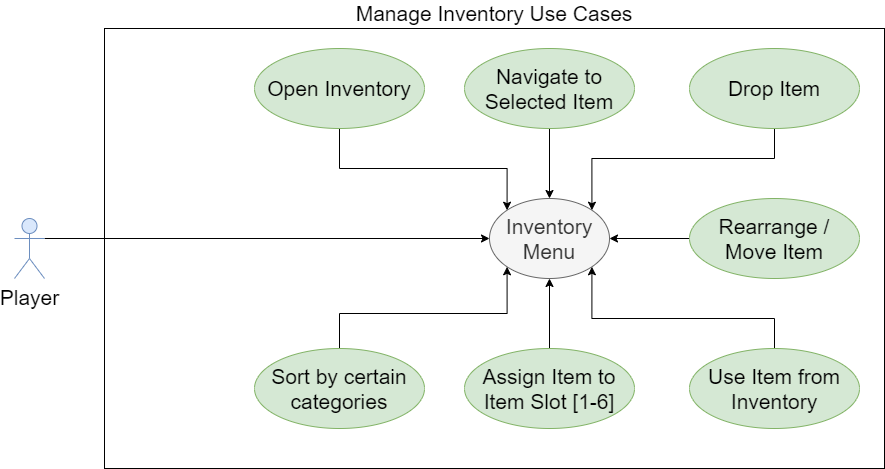 Manage Inventory Use Cases
Open Inventory
Navigate to
Selected Item
Drop Item
Inventory
Menu
Rearrange /
Move Item
Player
Sort by certain
categories
Assign Item to
Item Slot [1-6]
Use Item from
Inventory